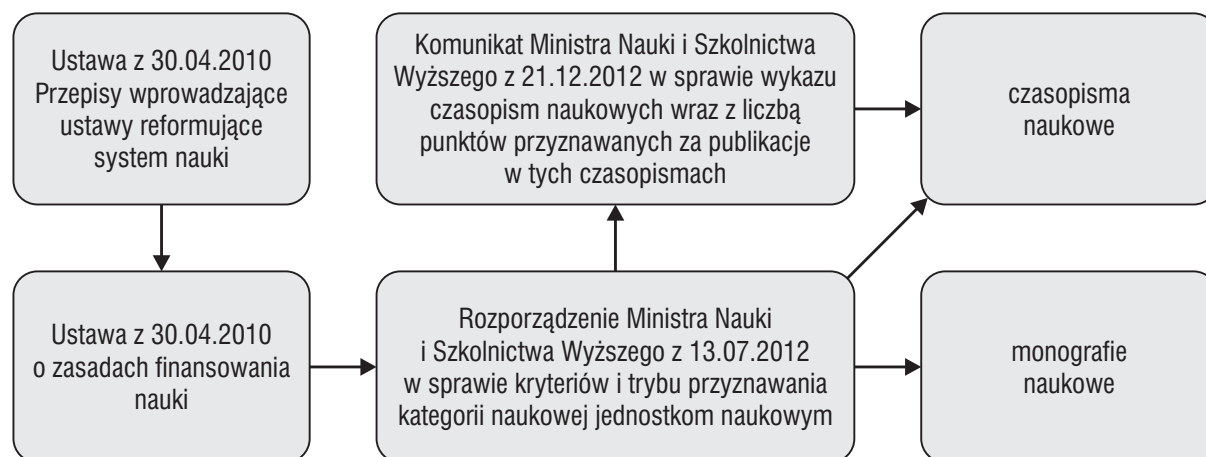 Ustawa z 30.04.2010
Przepisy wprowadzające
ustawy reformujące
system nauki
Komunikat Ministra Nauki i Szkolnictwa
Wyższego z 21.12.2012 w sprawie wykazu
czasopism naukowych wraz z liczbą
punktów przyznawanych za publikacje
w tych czasopismach
czasopisma
naukowe
Ustawa z 30.04.2010
o zasadach finansowania
nauki
Rozporządzenie Ministra Nauki
i Szkolnictwa Wyższego z 13.07.2012
w sprawie kryteriów i trybu przyznawania
kategorii naukowej jednostkom naukowym
monografie
naukowe